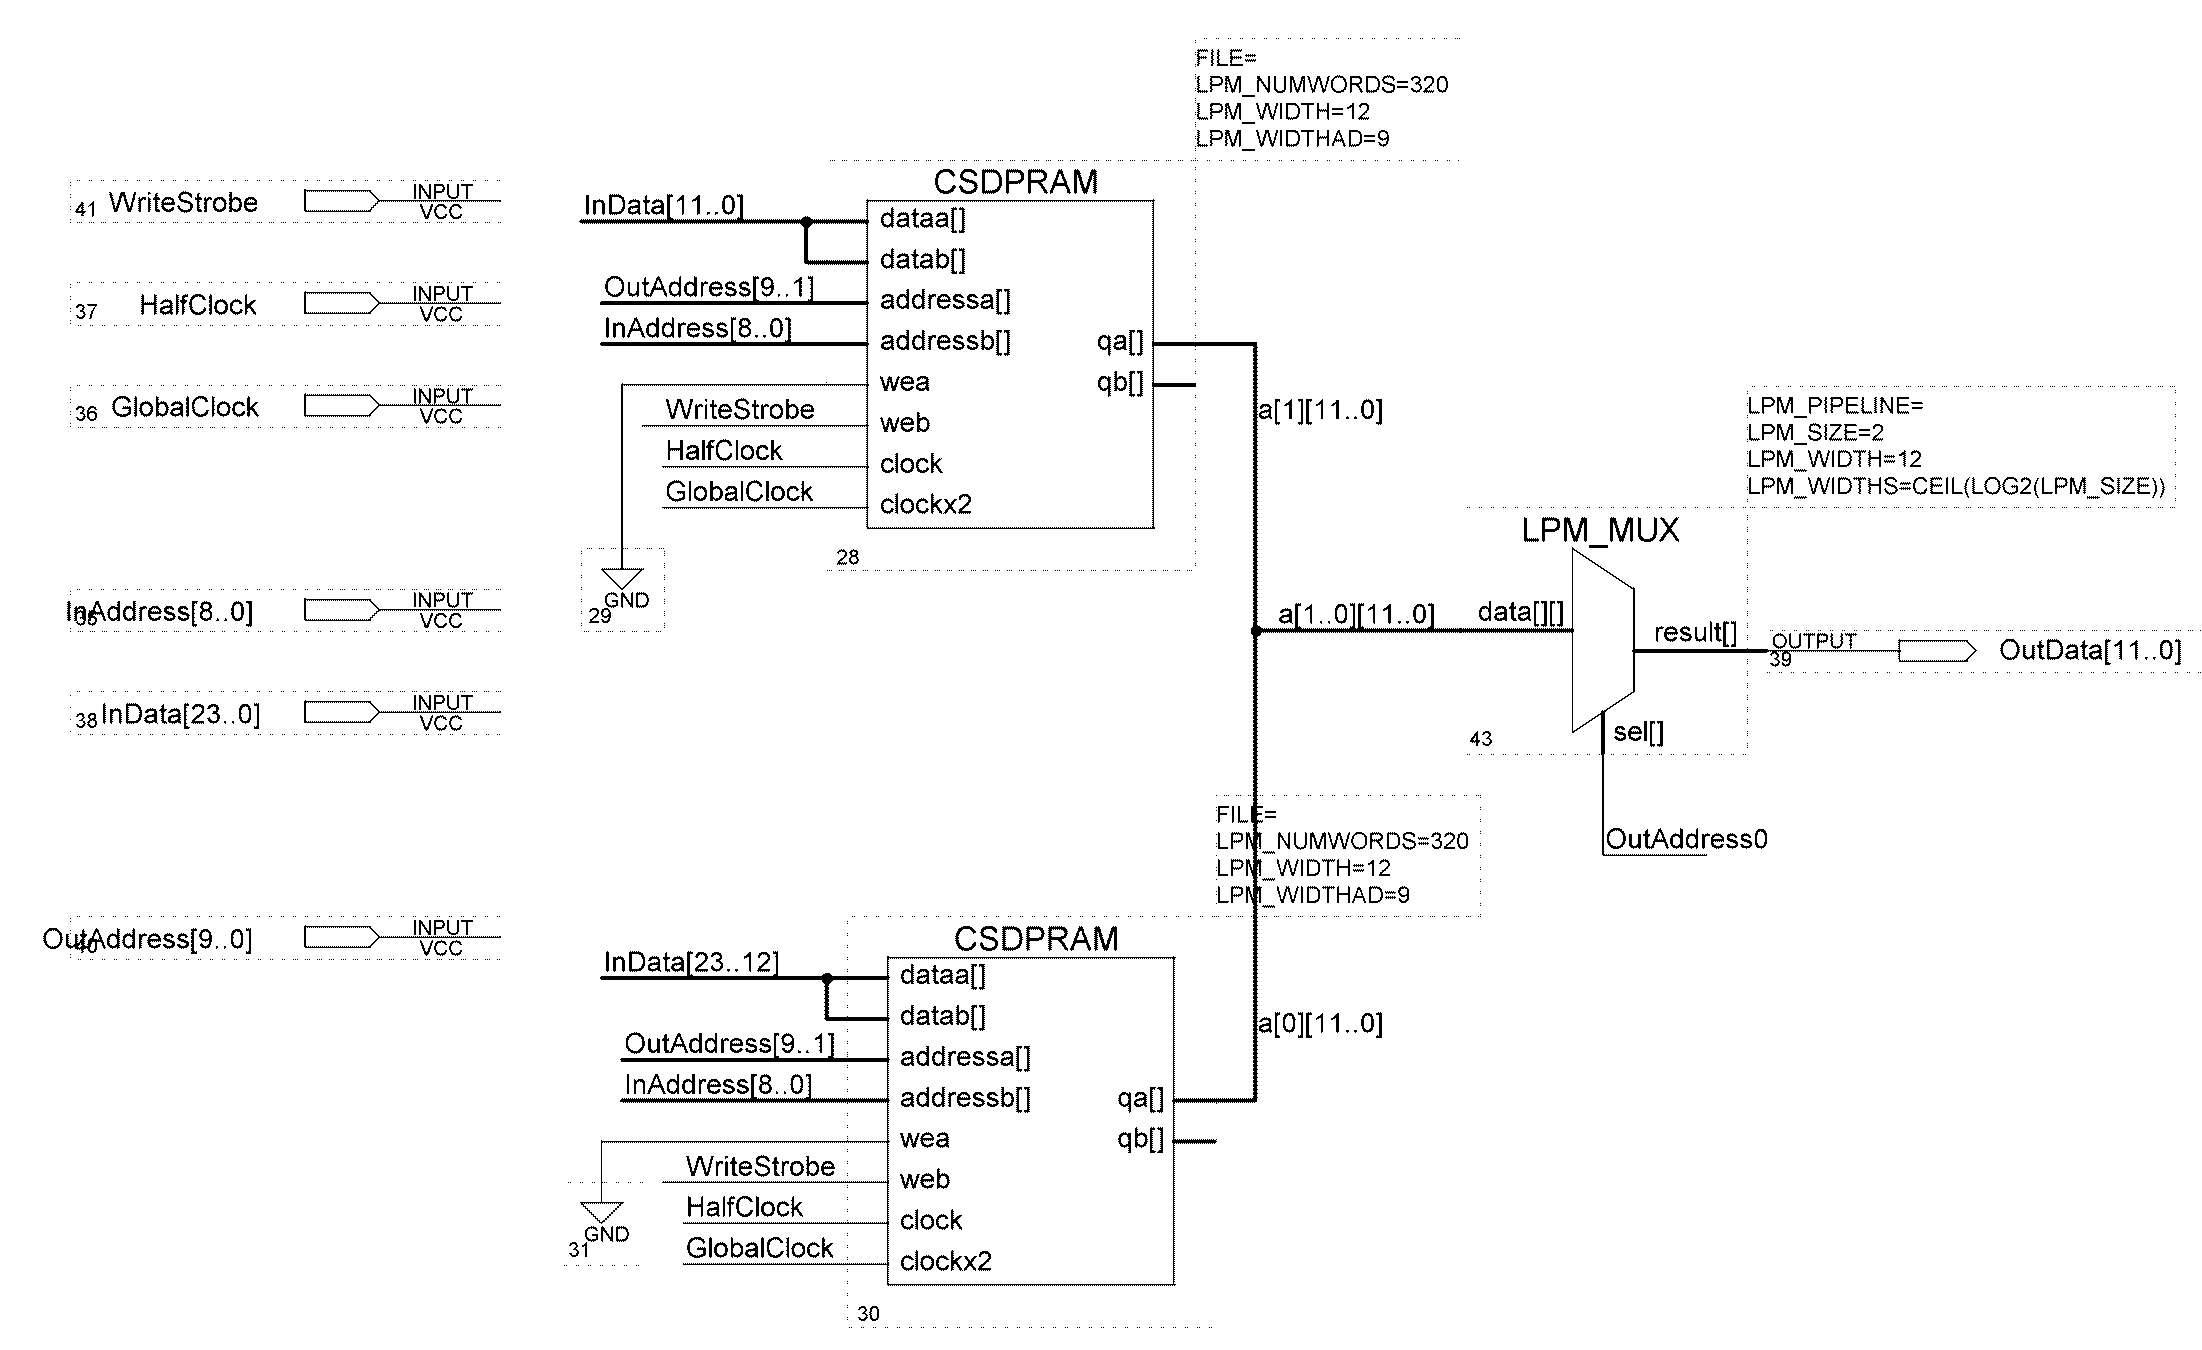 41 WriteStrobe INPUT
VCC
37 HalfClock INPUT
VCC
36 GlobalClock INPUT
VCC
35 InAddress[8..0] INPUT
VCC
38 InData[23..0] INPUT
VCC
40 OutAddress[9..0] INPUT
VCC
FILE=
LPM_NUMWORDS=320
LPM_WIDTH=12
LPM_WIDTHAD=9
CSDPRAM
InData[11..0] dataa[]
datab[]
OutAddress[9..1] addressa[]
InAddress[8..0] addressb[] qa[]
wea qb[]
WriteStrobe web
HalfClock clock
GlobalClock clockx2
28
29 GND
a[1][11..0]
a[1..0][11..0]
LPM_PIPELINE=
LPM_SIZE=2
LPM_WIDTH=12
LPM_WIDTHS=CEIL(LOG2(LPM_SIZE))
LPM_MUX
data[][]
result[]
sel[]
43
OutAddress0
OUTPUT
39
OutData[11..0]
FILE=
LPM_NUMWORDS=320
LPM_WIDTH=12
LPM_WIDTHAD=9
CSDPRAM
InData[23..12] dataa[]
datab[]
OutAddress[9..1] addressa[]
InAddress[8..0] addressb[] qa[]
wea qb[]
WriteStrobe web
HalfClock clock
GlobalClock clockx2
30
31 GND
a[0][11..0]